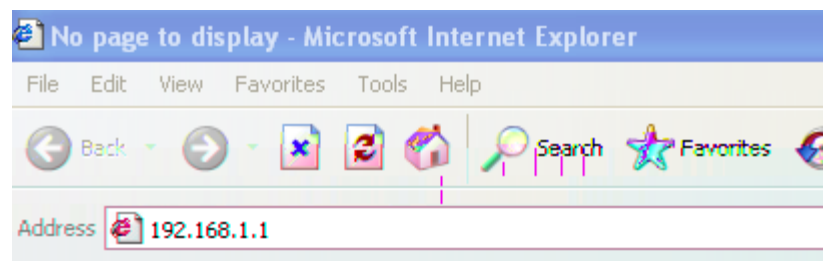 No page to display - Microsoft Internet Explorer
File Edit View Favorites Tools Help
Back Search Favorites
Address 192.168.1.1